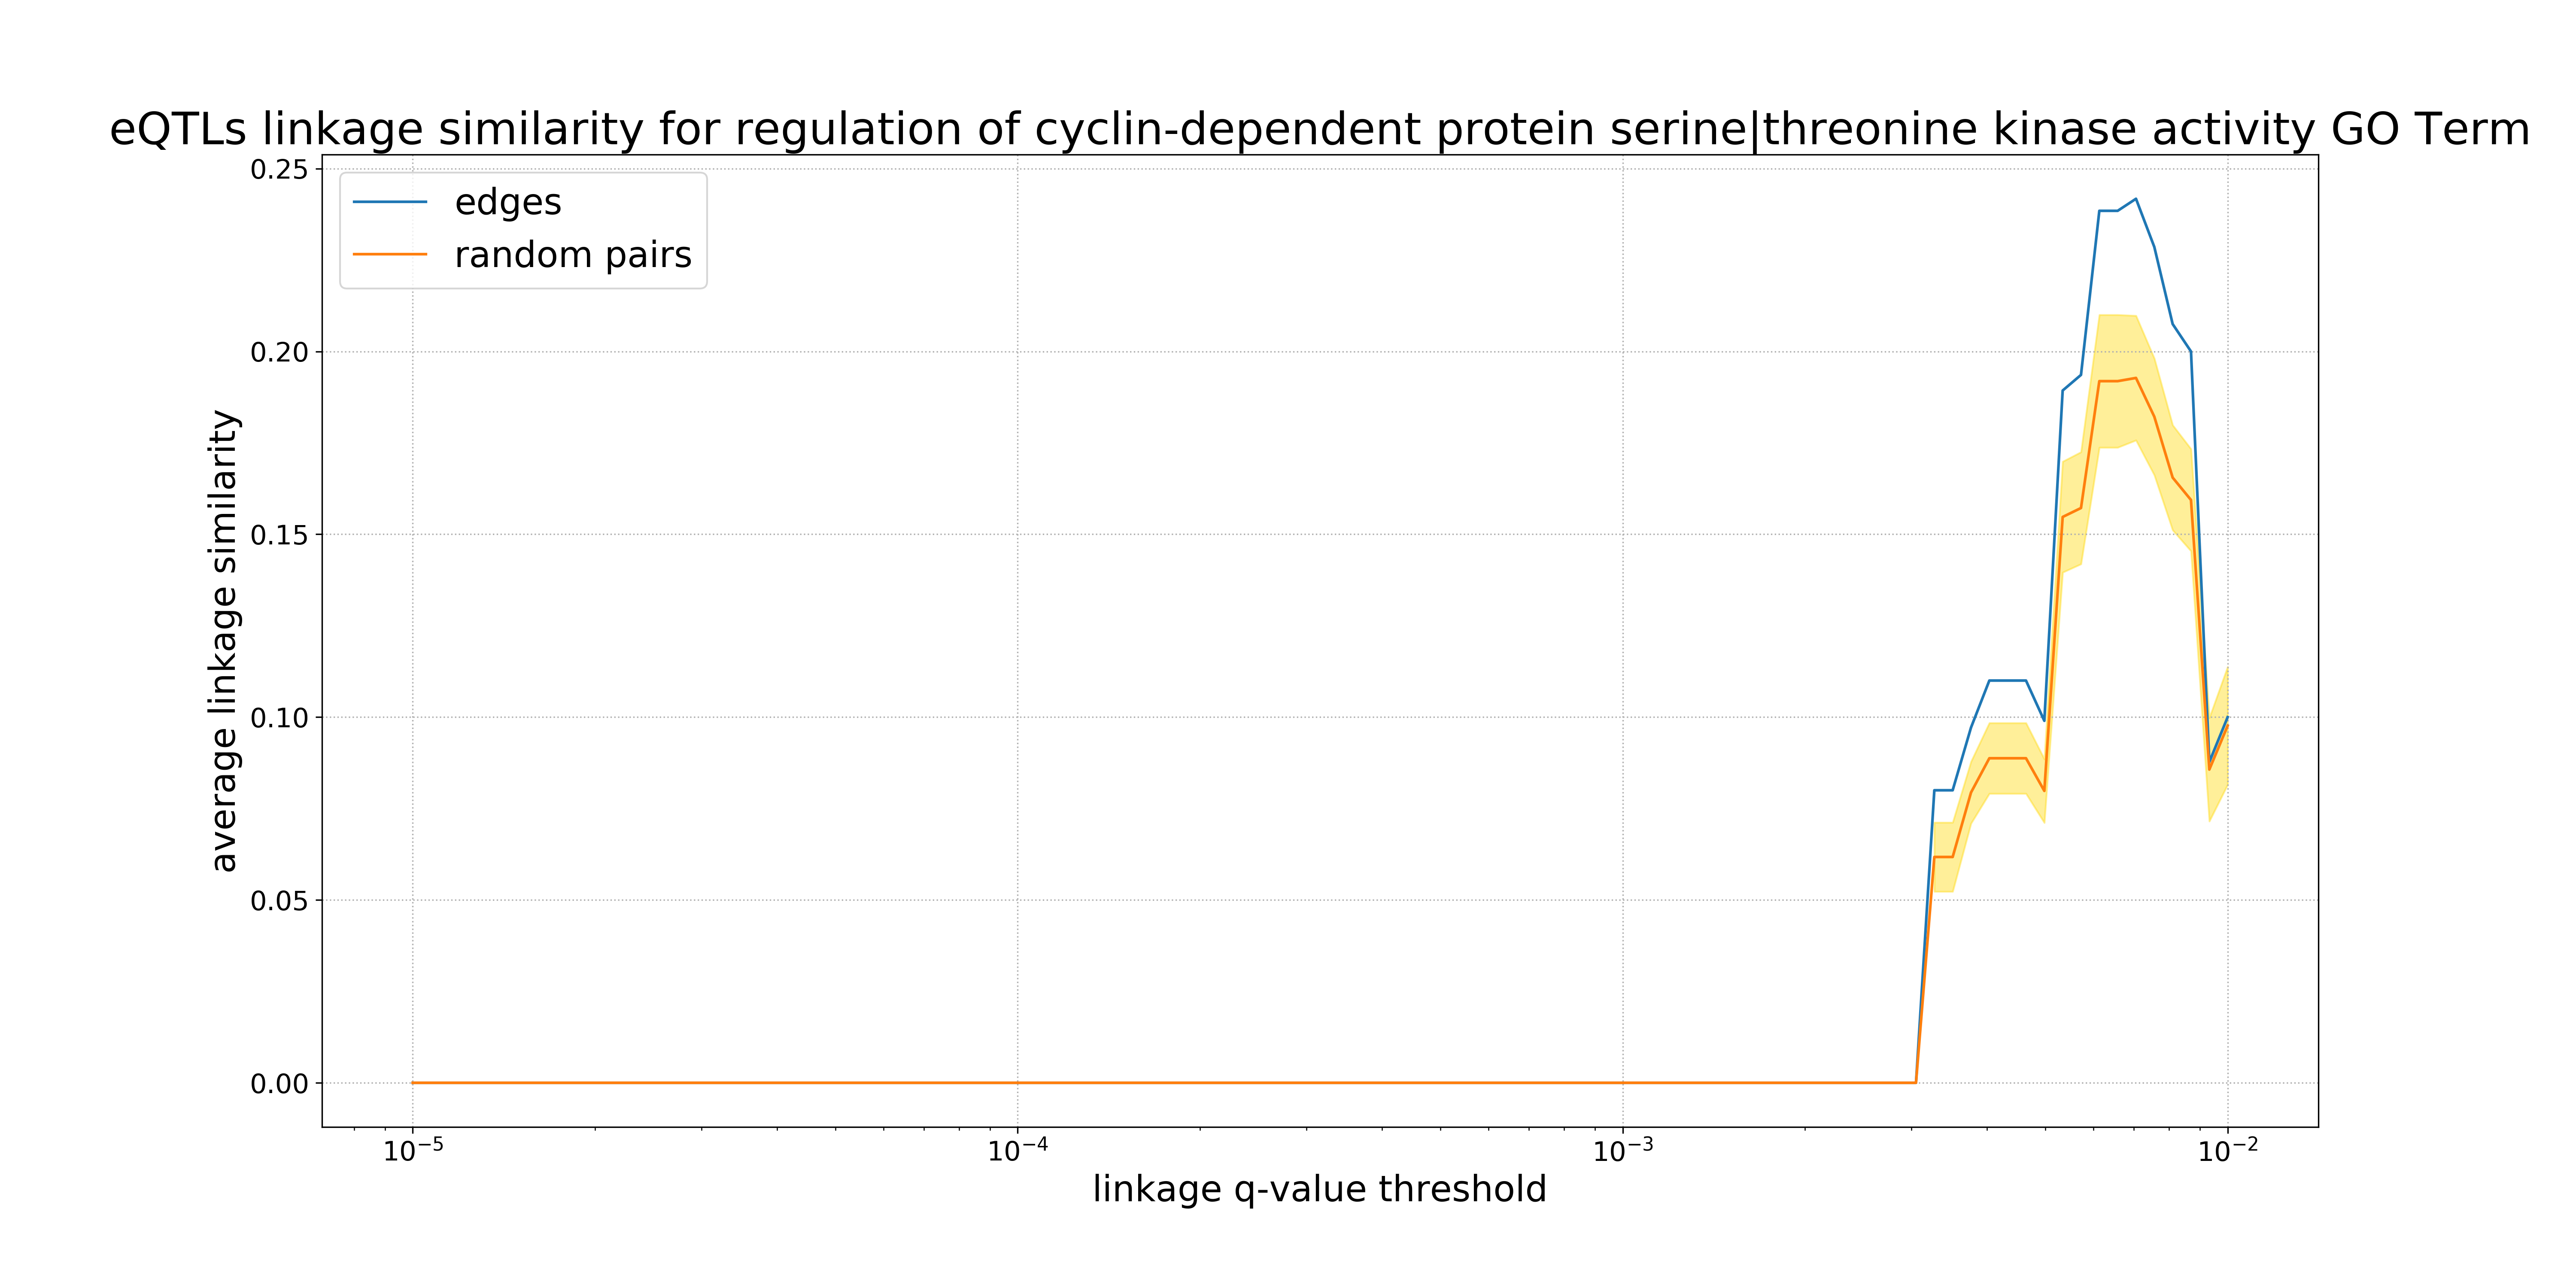 eQTLs linkage similarity for regulation of cyclin-dependent protein serine|threonine kinase activity GO Term
edges
random pairs
average linkage similarity
0.25
0.20
0.15
0.10
0.05
0.00
10⁻⁵ 10⁻⁴ 10⁻³ 10⁻²
linkage q-value threshold